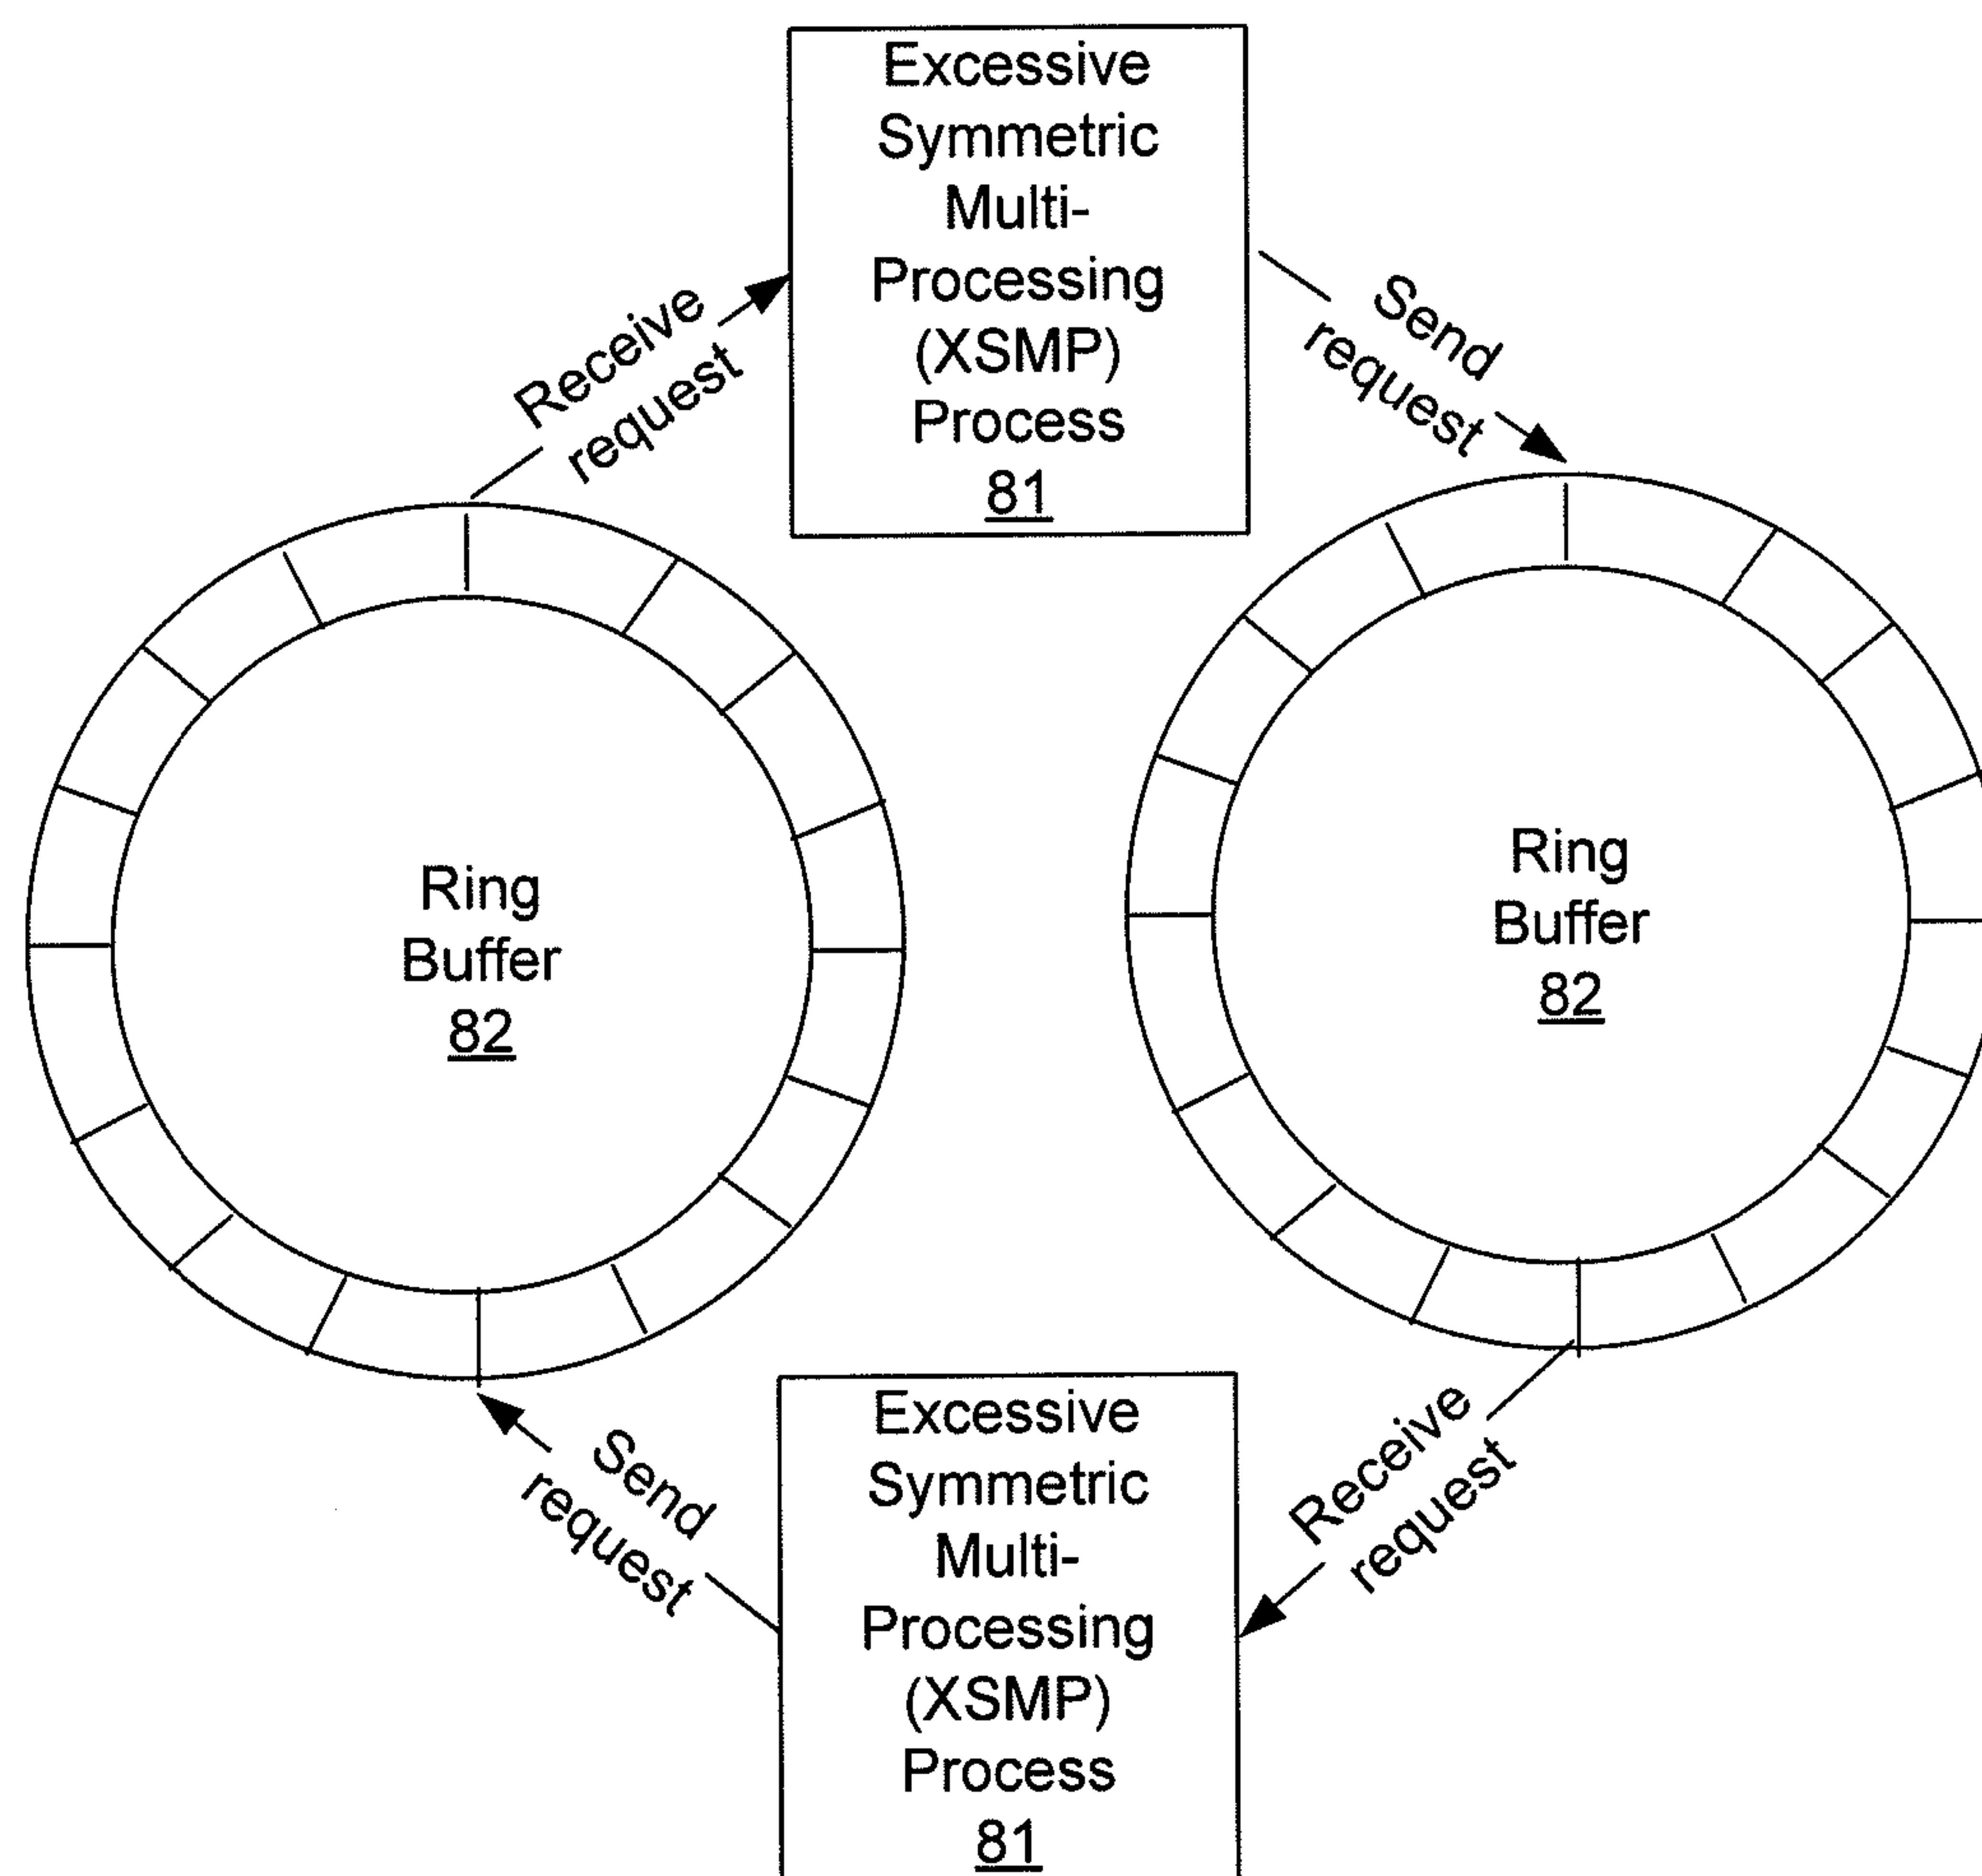 Excessive
Symmetric
Multi-
Processing
(XSMP)
Process
81
Receive
request
Send
request
Ring
Buffer
82
Ring
Buffer
82
Send
request
Receive
request
Excessive
Symmetric
Multi-
Processing
(XSMP)
Process
81